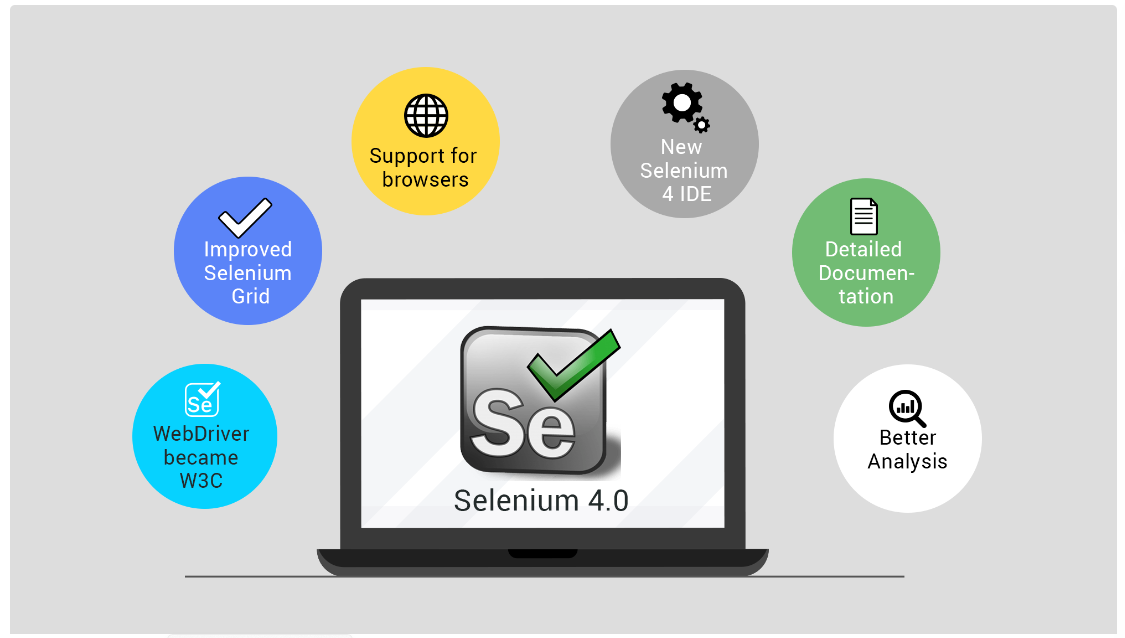 Support for
browsers
New
Selenium
4 IDE
Improved
Selenium
Grid
Detailed
Documen-
tation
Se
WebDriver
became
W3C
Se
Selenium 4.0
Better
Analysis